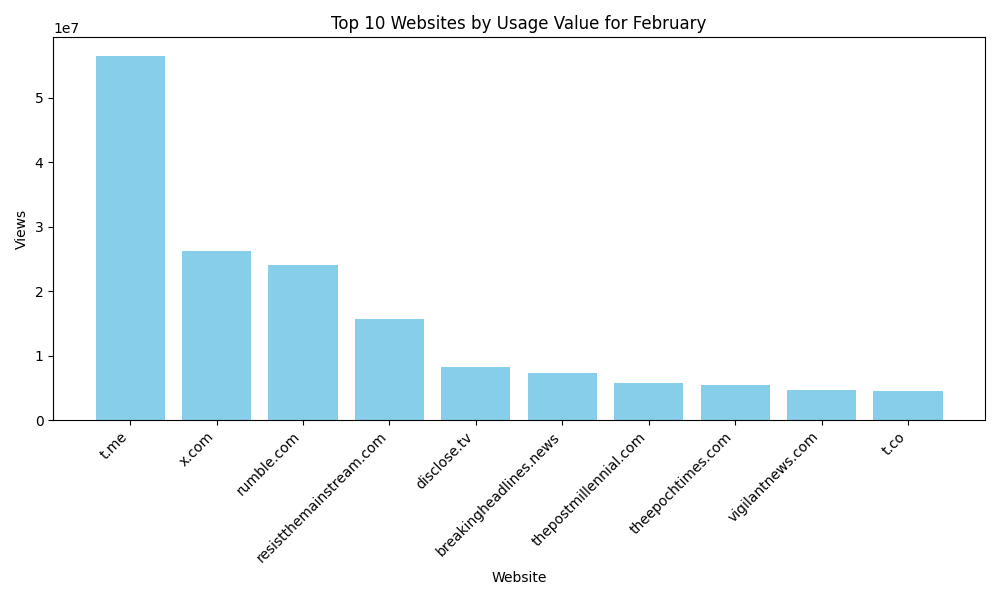 Top 10 Websites by Usage Value for February
1e7
5
4
3
2
1
0
Views
t.me
x.com
rumble.com
resistthemainstream.com
disclose.tv
breakingheadlines.news
thepostmillennial.com
theepochtimes.com
vigilantnews.com
t.co
Website